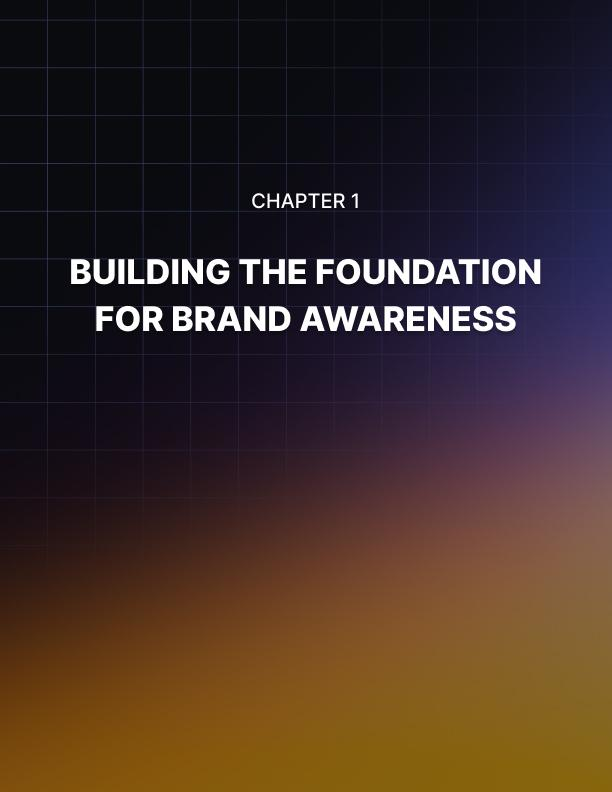 CHAPTER 1
BUILDING THE FOUNDATION
FOR BRAND AWARENESS